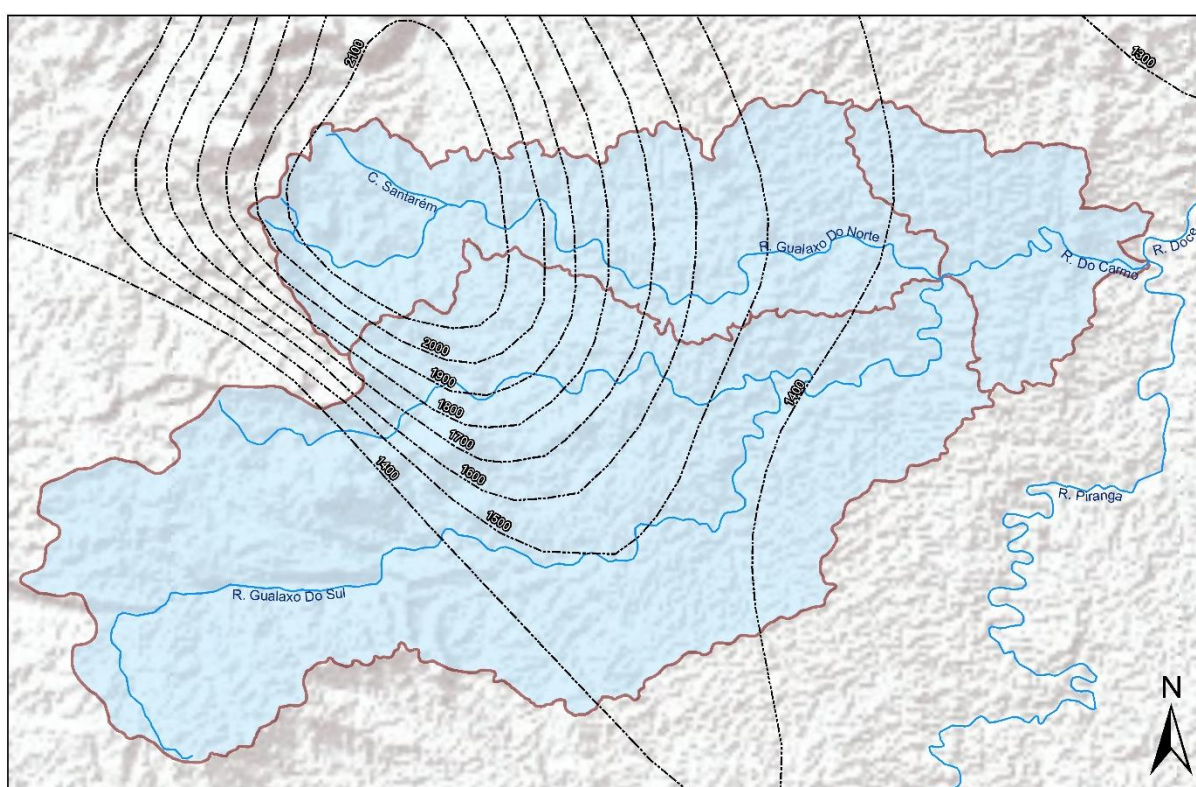 2100
1300
C. Santarém
R. Gualaxo Do Norte
R. Do Carmo
R. Doce
2000
1900
1800
1700
1600
1500
1400
1400
R. Piranga
R. Gualaxo Do Sul
N